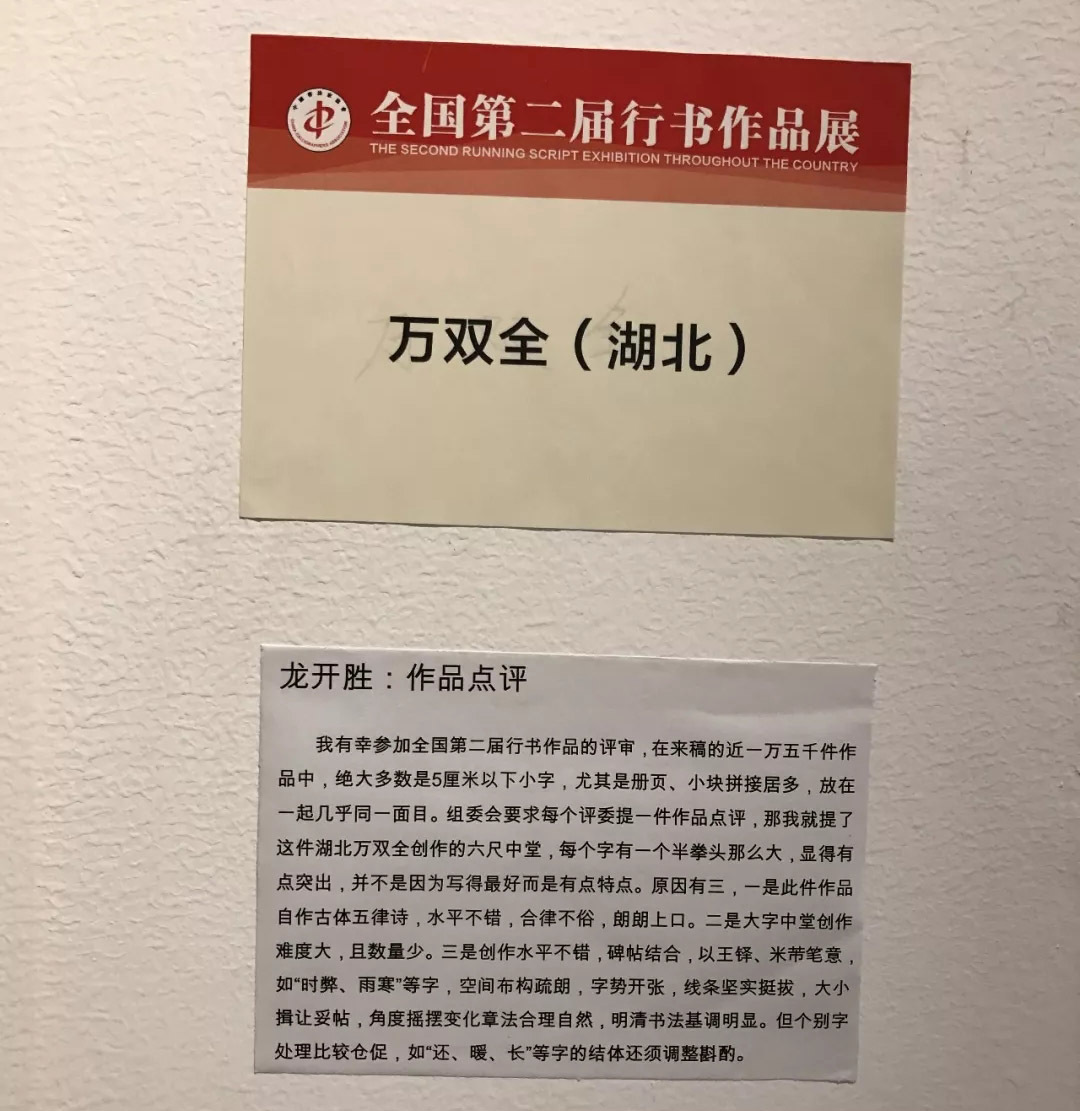 全国第二届行书作品展
THE SECOND RUNNING SCRIPT EXHIBITION THROUGHOUT THE COUNTRY
万双全（湖北）
龙开胜：作品点评
我有幸参加全国第二届行书作品的评审，在来稿的近一万五千件作
品中，绝大多数是5厘米以下小字，尤其是册页、小块拼接居多，放在
一起几乎同一面目。组委会要求每个评委提一件作品点评，那我就提了
这件湖北万双全创作的六尺中堂，每个字有一个半拳头那么大，显得有
点突出，并不是因为写得最好而是有点特点。原因有三，一是此件作品
自作古体五律诗，水平不错，合律不俗，朗朗上口。二是大字中堂创作
难度大，且数量少。三是创作水平不错，碑帖结合，以王铎、米芾笔意，
如“时弊、雨寒”等字，空间布构疏朗，字势开张，线条坚实挺拔，大小
揖让妥帖，角度摇摆变化章法合理自然，明清书法基调明显。但个别字
处理比较仓促，如“还、暖、长”等字的结体还须调整斟酌。